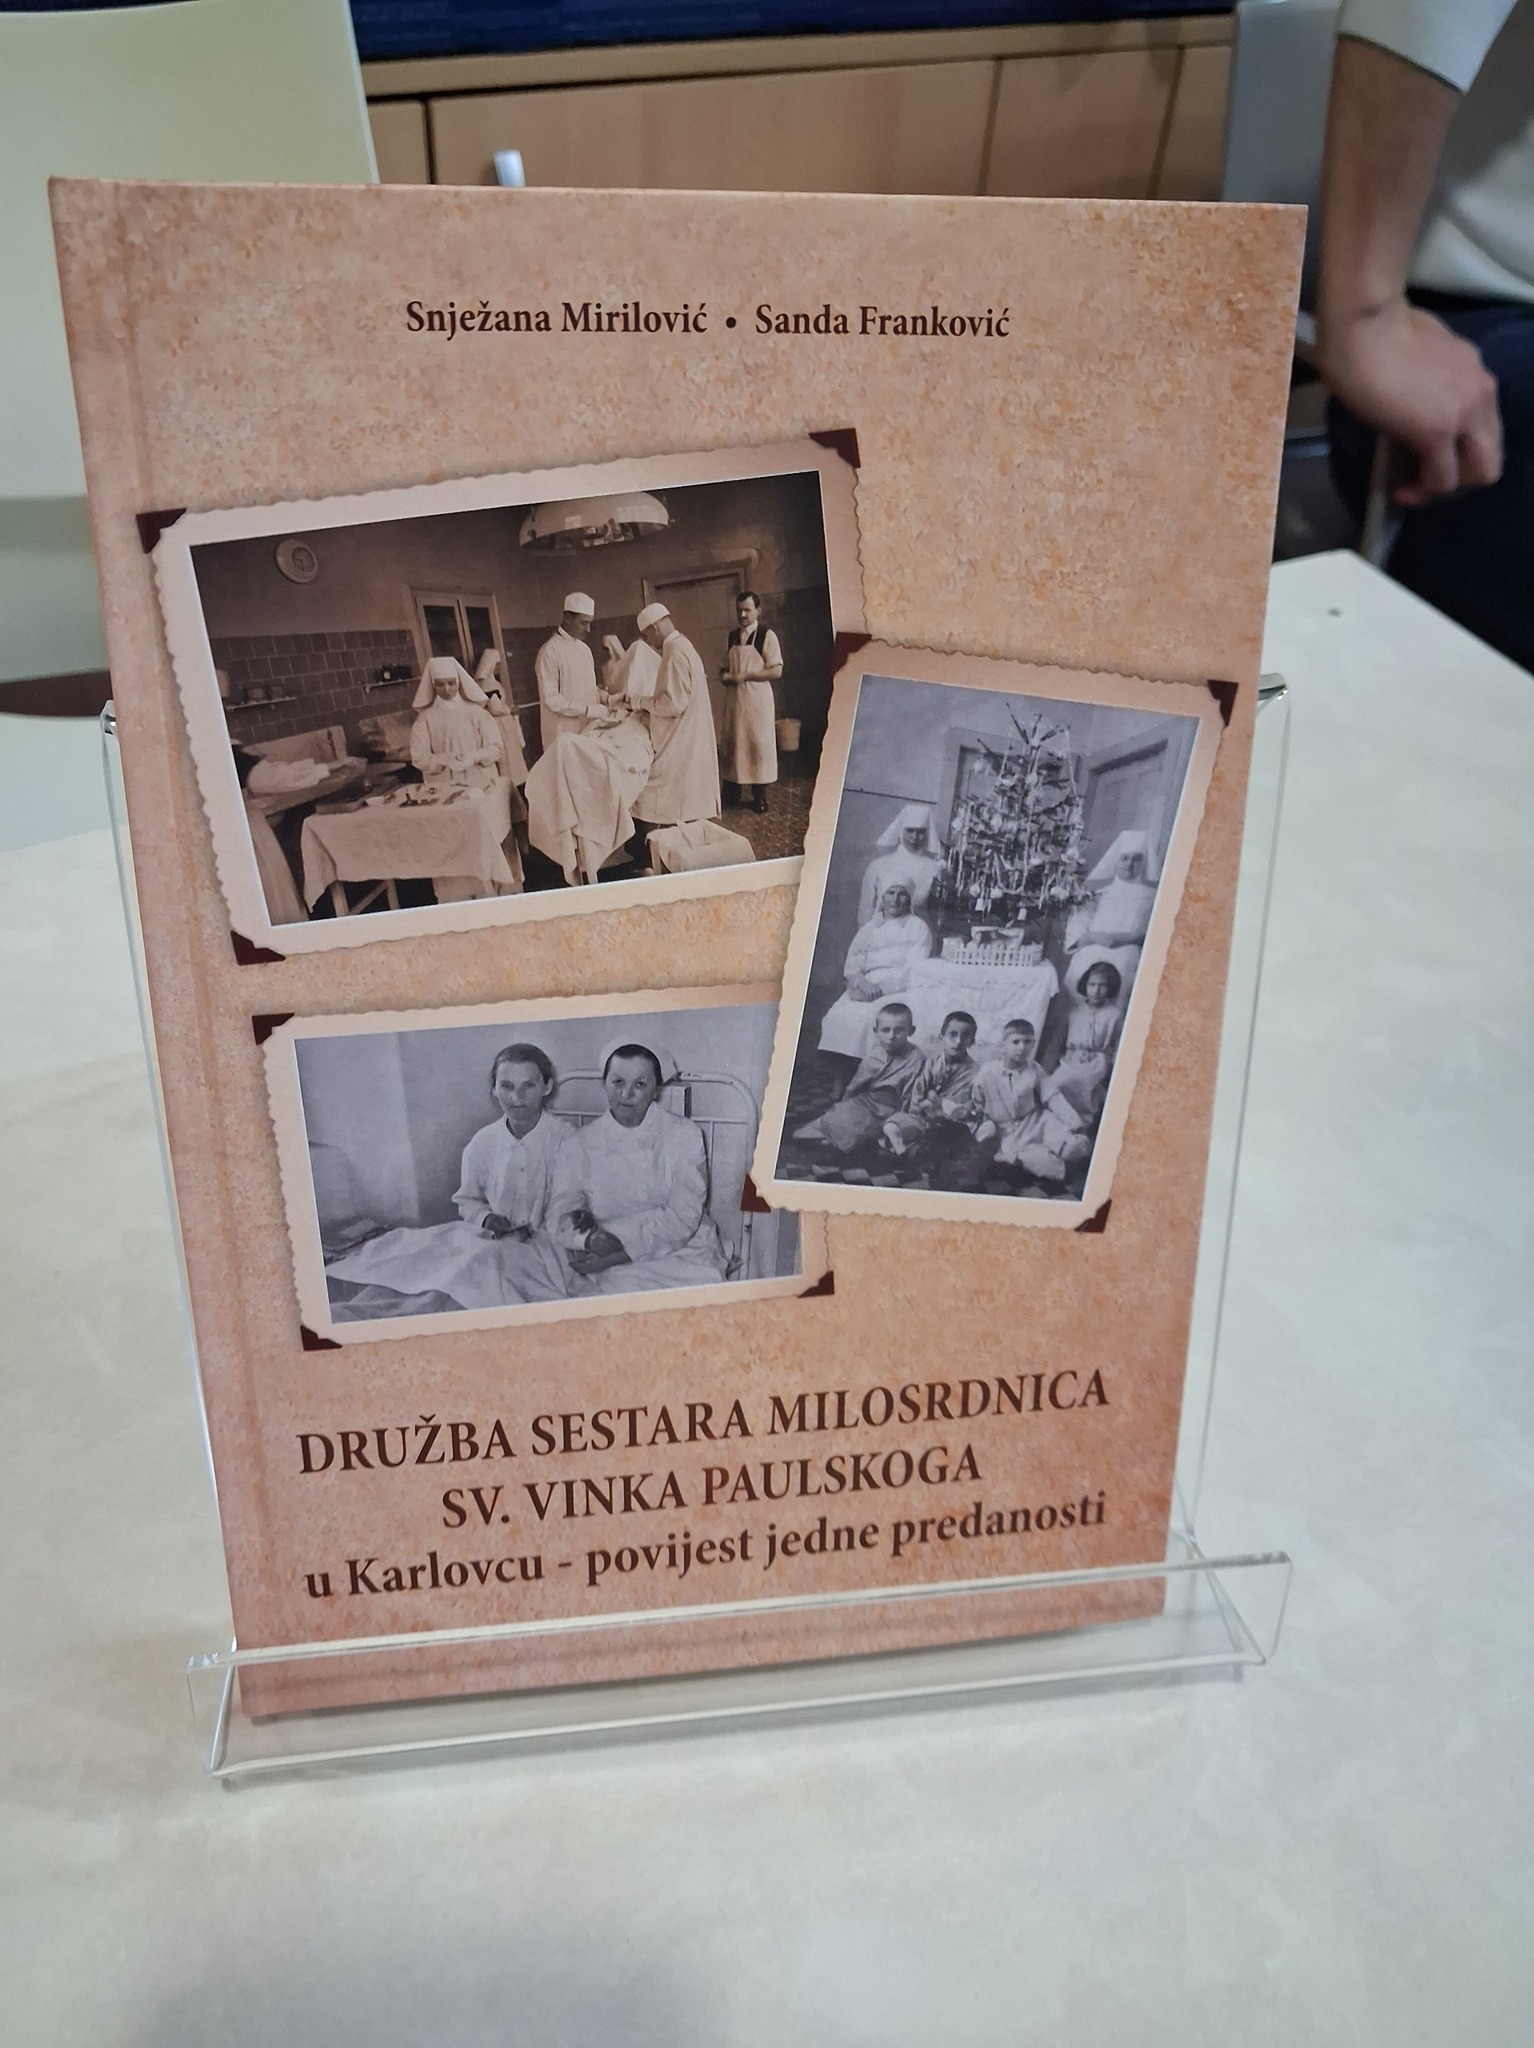 Snježana Mirilović • Sanda Franković
DRUŽBA SESTARA MILOSRDNICA
SV. VINKA PAULSKOGA
u Karlovcu - povijest jedne predanosti